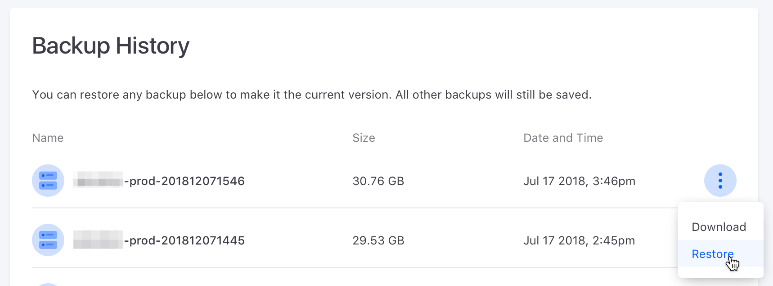 Backup History
You can restore any backup below to make it the current version. All other backups will still be saved.
Name Size Date and Time
-prod-201812071546 30.76 GB Jul 17 2018, 3:46pm
-prod-201812071445 29.53 GB Jul 17 2018, 2:45pm
Download
Restore